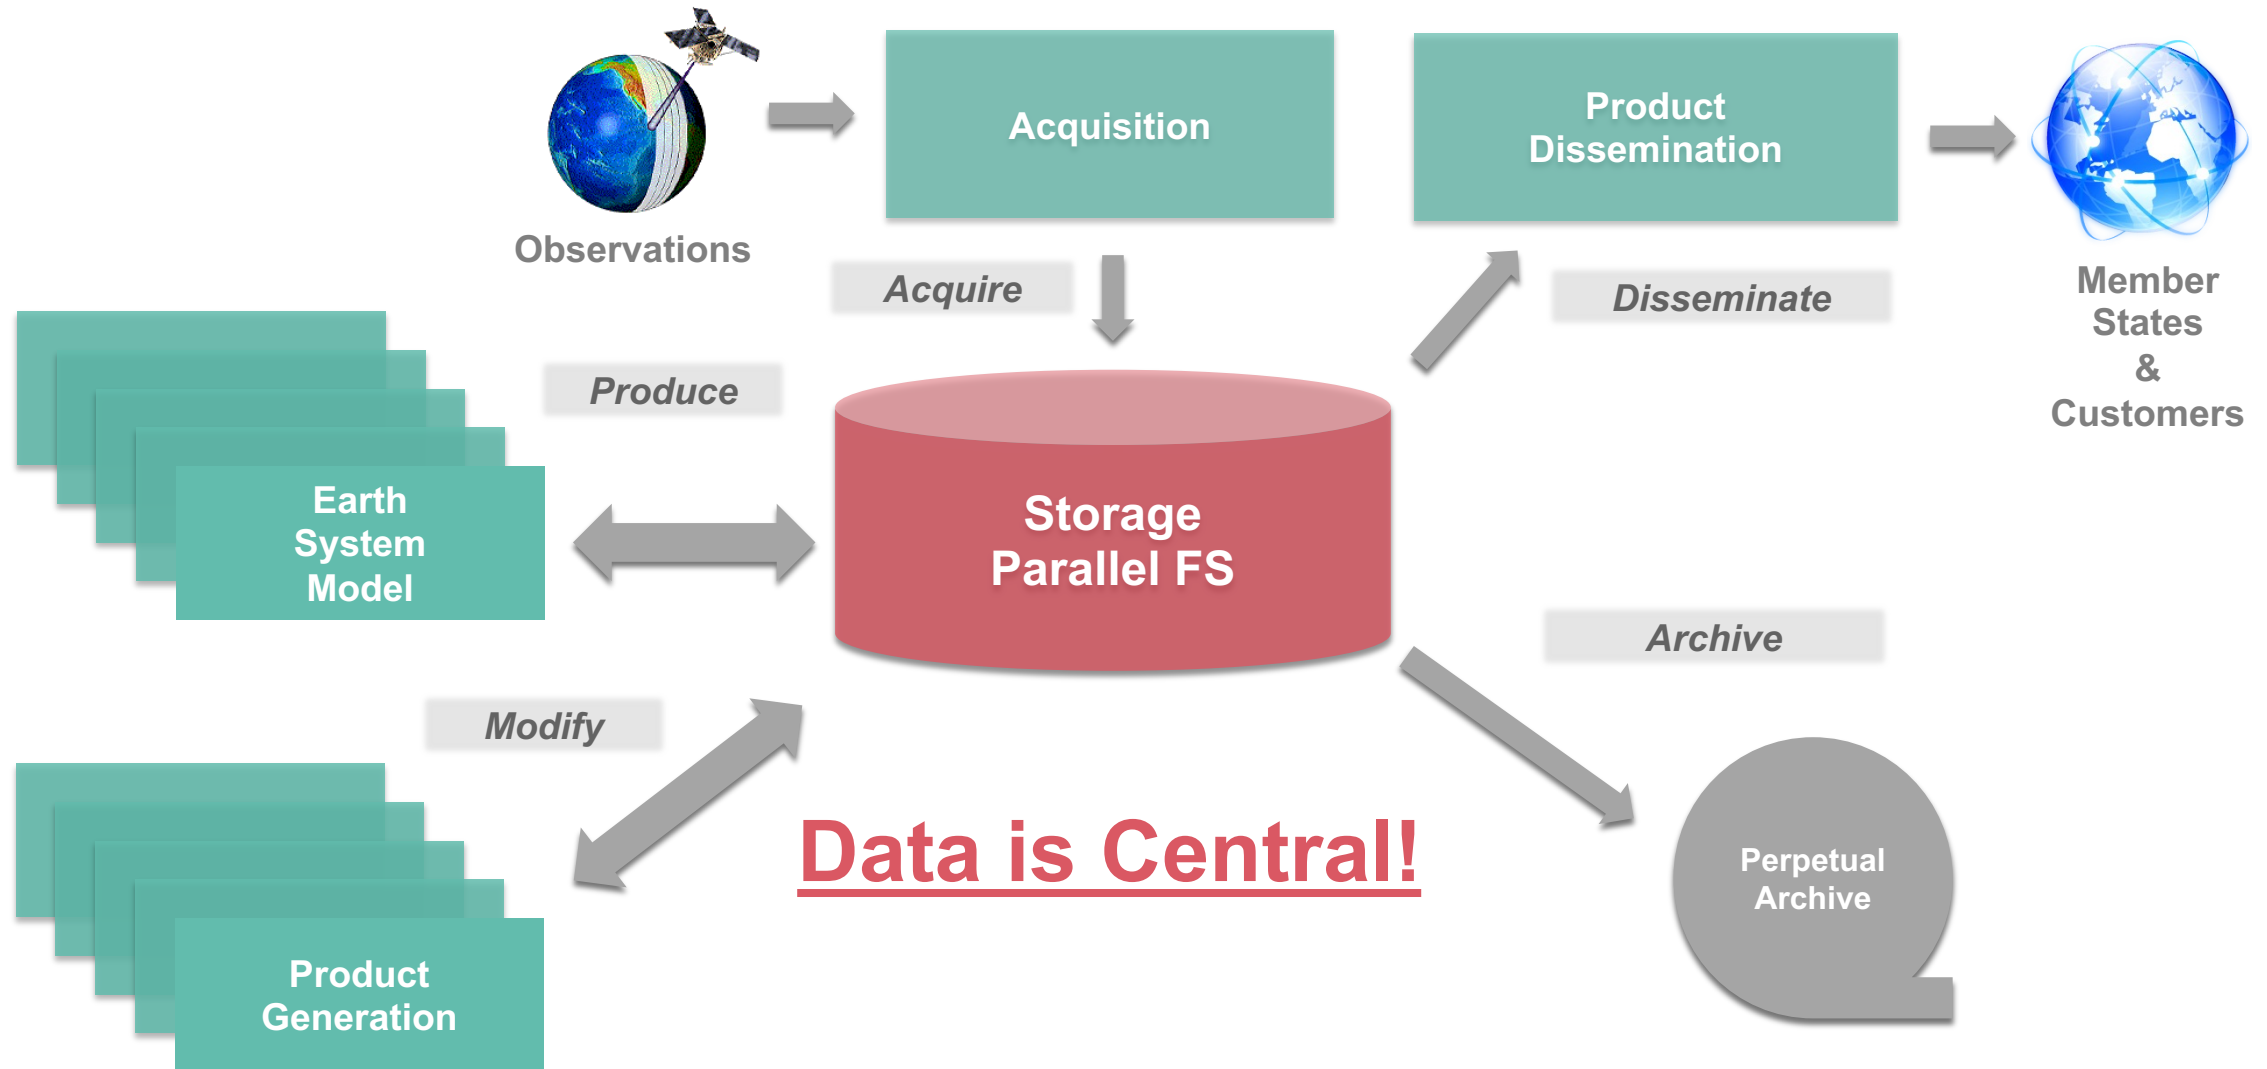 Acquisition
Product
Dissemination
Observations
Acquire
Disseminate
Member
States
&
Customers
Produce
Earth
System
Model
Storage
Parallel FS
Archive
Modify
Data is Central!
Perpetual
Archive
Product
Generation